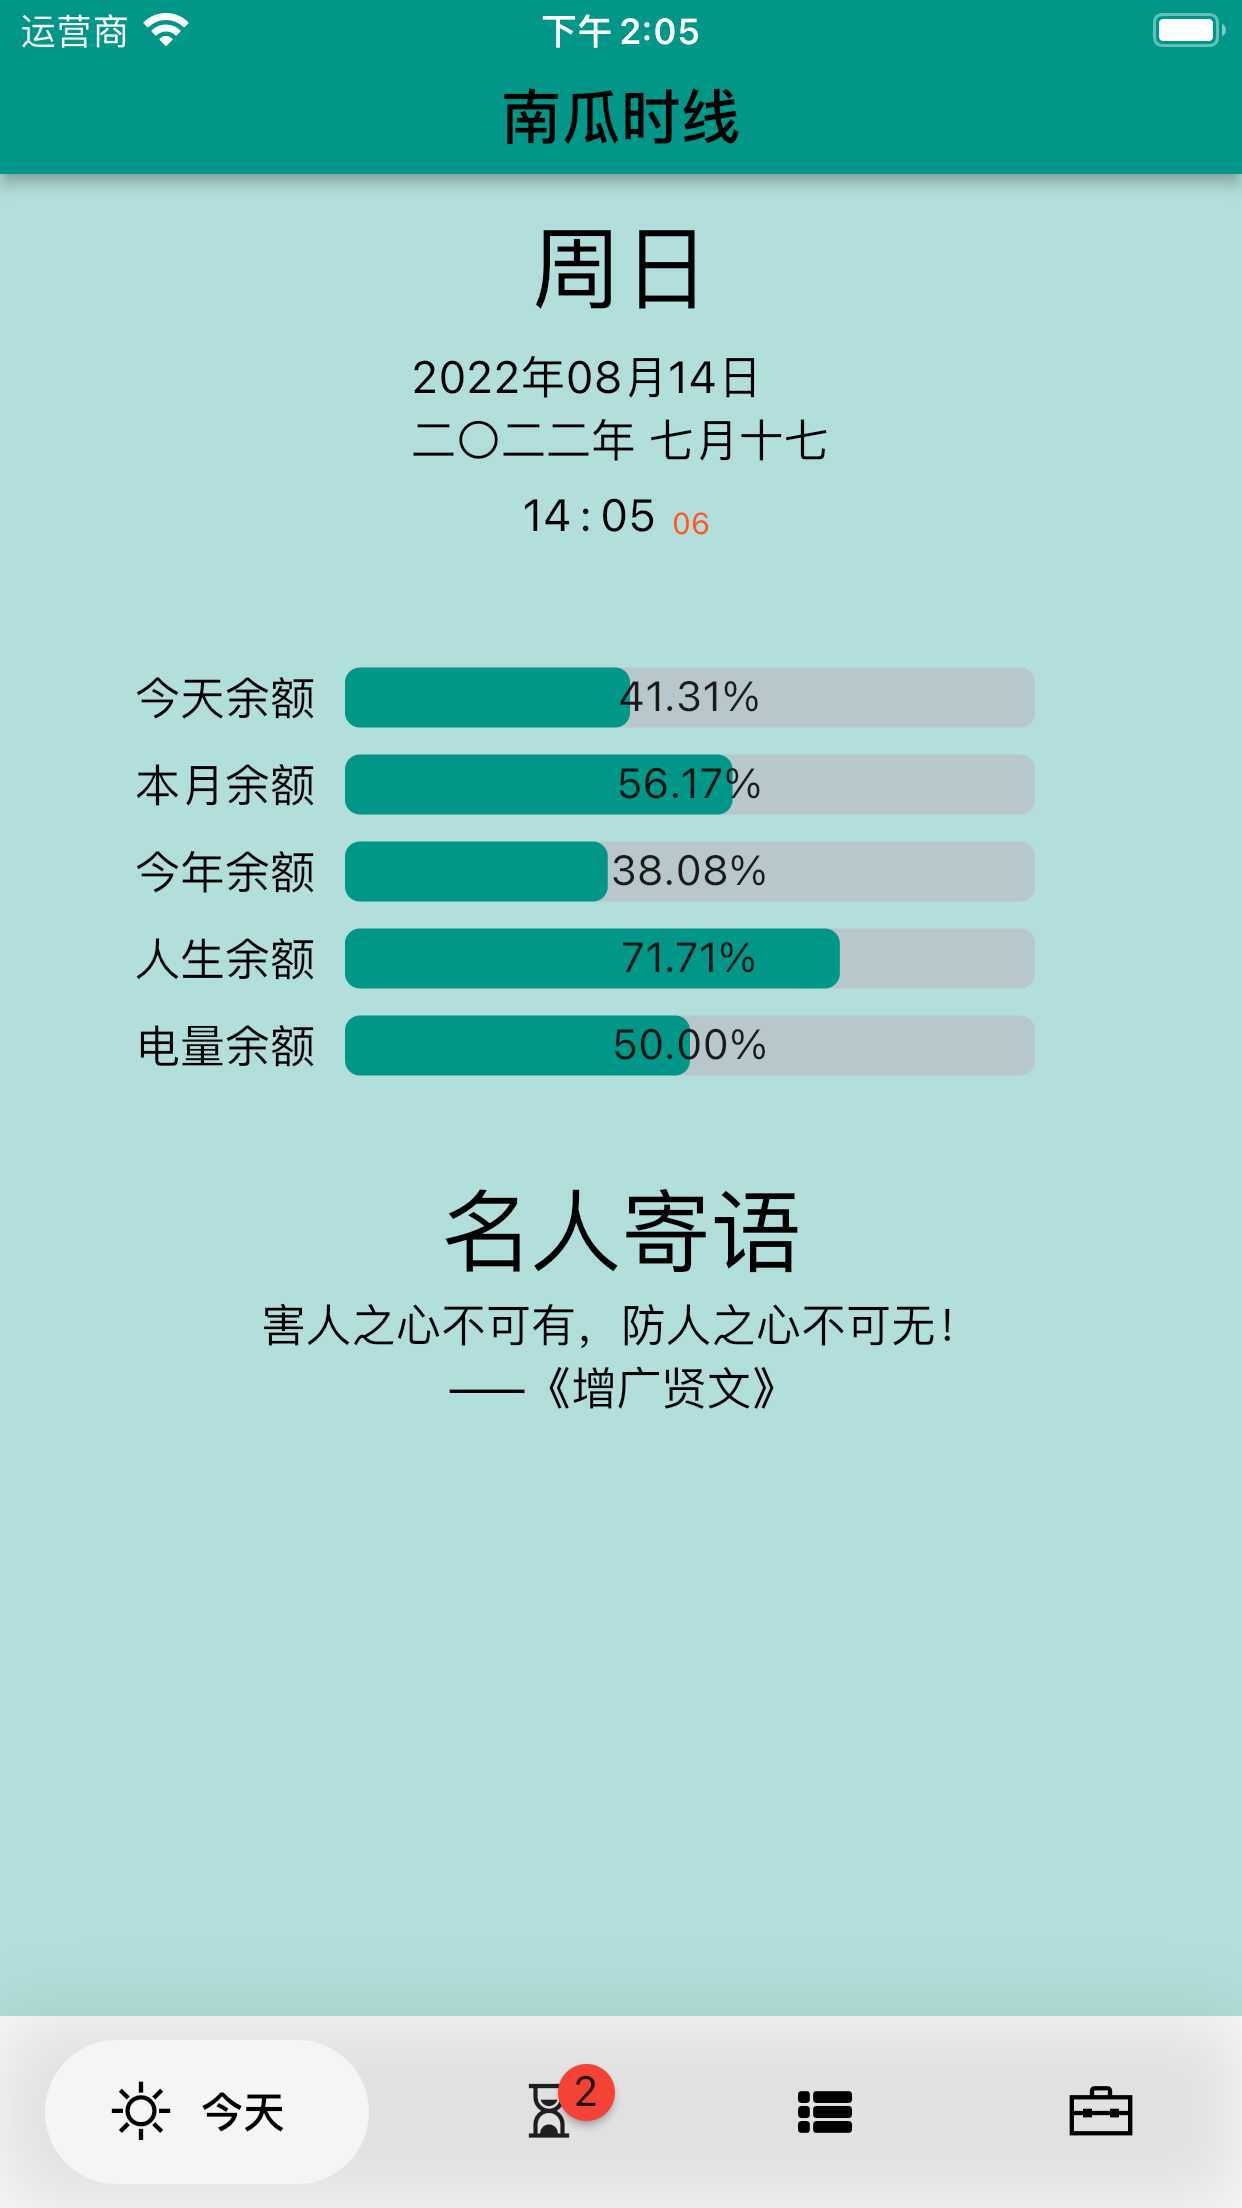 运营商
下午 2:05
南瓜时线
周日
2022年08月14日
二〇二二年 七月十七
14 : 05 06
今天余额 41.31%
本月余额 56.17%
今年余额 38.08%
人生余额 71.71%
电量余额 50.00%
名人寄语
害人之心不可有，防人之心不可无！
——《增广贤文》
今天
2